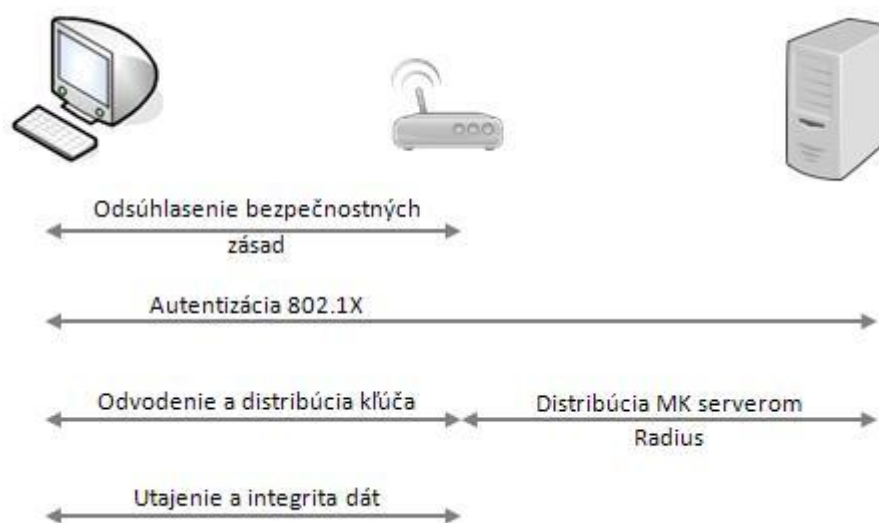 Odsúhlasenie bezpečnostných
zásad
Autentizácia 802.1X
Odvodenie a distribúcia kľúča
Distribúcia MK serverom
Radius
Utajenie a integrita dát